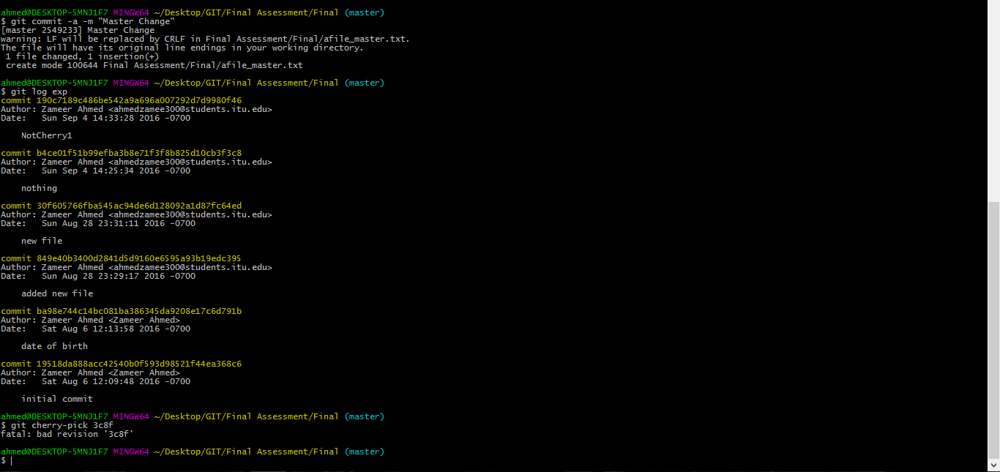 ahmed@DESKTOP-5MNJ1F7 MINGW64 ~/Desktop/GIT/Final Assessment/Final (master)
$ git commit -a -m "Master Change"
[master 2549233] Master Change
warning: LF will be replaced by CRLF in Final Assessment/Final/afile_master.txt.
The file will have its original line endings in your working directory.
 1 file changed, 1 insertion(+)
 create mode 100644 Final Assessment/Final/afile_master.txt

ahmed@DESKTOP-5MNJ1F7 MINGW64 ~/Desktop/GIT/Final Assessment/Final (master)
$ git log exp
commit 190c7189c486be542a9a696a007292d7d9980f46
Author: Zameer Ahmed <ahmedzamee300@students.itu.edu>
Date:   Sun Sep 4 14:33:28 2016 -0700

    NotCherry1

commit b4ce01f51b99efba3b8e71f3f8b825d10cb3f3c8
Author: Zameer Ahmed <ahmedzamee300@students.itu.edu>
Date:   Sun Sep 4 14:25:34 2016 -0700

    nothing

commit 30f605766fba545ac94de6d128092a1d87fc64ed
Author: Zameer Ahmed <ahmedzamee300@students.itu.edu>
Date:   Sun Aug 28 23:31:11 2016 -0700

    new file

commit 849e40b3400d2841d5d9160e6595a93b19edc395
Author: Zameer Ahmed <ahmedzamee300@students.itu.edu>
Date:   Sun Aug 28 23:29:17 2016 -0700

    added new file

commit ba98e744c14bc081ba386345da9208e17c6d791b
Author: Zameer Ahmed <Zameer Ahmed>
Date:   Sat Aug 6 12:13:58 2016 -0700

    date of birth

commit 19518da888acc42540b0f593d98521f44ea368c6
Author: Zameer Ahmed <Zameer Ahmed>
Date:   Sat Aug 6 12:09:48 2016 -0700

    initial commit

ahmed@DESKTOP-5MNJ1F7 MINGW64 ~/Desktop/GIT/Final Assessment/Final (master)
$ git cherry-pick 3c8f
fatal: bad revision '3c8f'

ahmed@DESKTOP-5MNJ1F7 MINGW64 ~/Desktop/GIT/Final Assessment/Final (master)
$